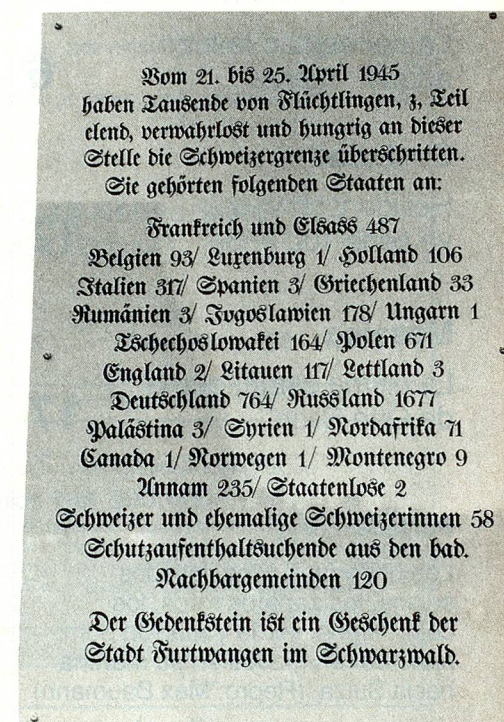 Vom 21. bis 25. April 1945
haben Tausende von Flüchtlingen, z, Teil
elend, verwahrlost und hungrig an dieser
Stelle die Schweizergrenze überschritten.
Sie gehörten folgenden Staaten an:
Frankreich und Elsass 487
Belgien 93/ Luxenburg 1/ Holland 106
Italien 317/ Spanien 3/ Griechenland 33
Rumänien 3/ Jugoslawien 178/ Ungarn 1
Tschechoslowakei 164/ Polen 671
England 2/ Litauen 117/ Lettland 3
Deutschland 764/ Russland 1677
Palästina 3/ Syrien 1/ Nordafrika 71
Canada 1/ Norwegen 1/ Montenegro 9
Annam 235/ Staatenlose 2
Schweizer und ehemalige Schweizerinnen 58
Schutzaufenthaltsuchende aus den bad.
Nachbargemeinden 120
Der Gedenkstein ist ein Geschenk der
Stadt Furtwangen im Schwarzwald.